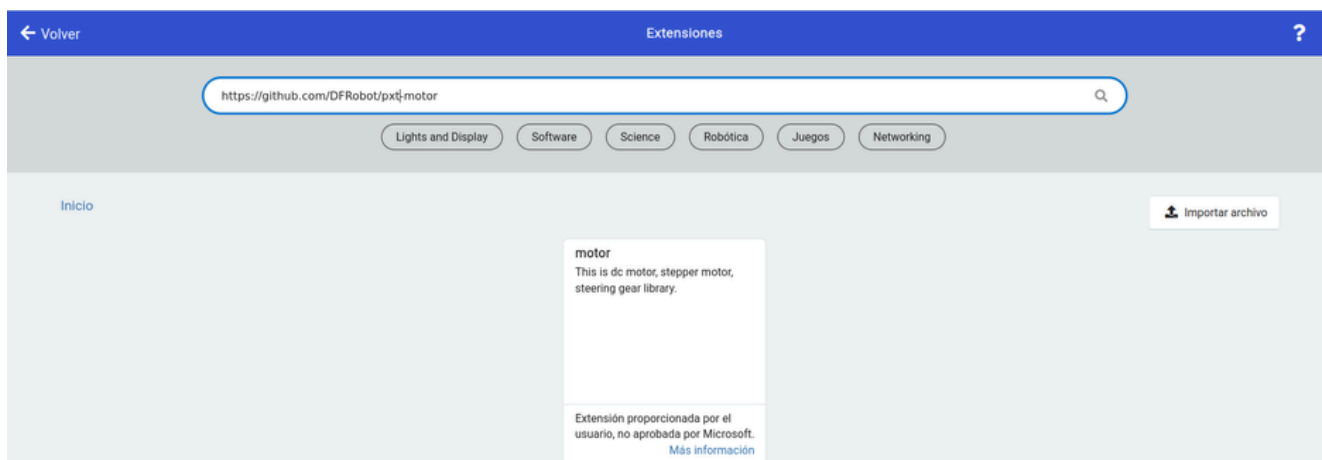 Volver
Extensiones
?
https://github.com/DFRobot/pxt-motor
Lights and Display
Software
Science
Robótica
Juegos
Networking
Inicio
Importar archivo
motor
This is dc motor, stepper motor,
steering gear library.
Extensión proporcionada por el
usuario, no aprobada por Microsoft.
Más información